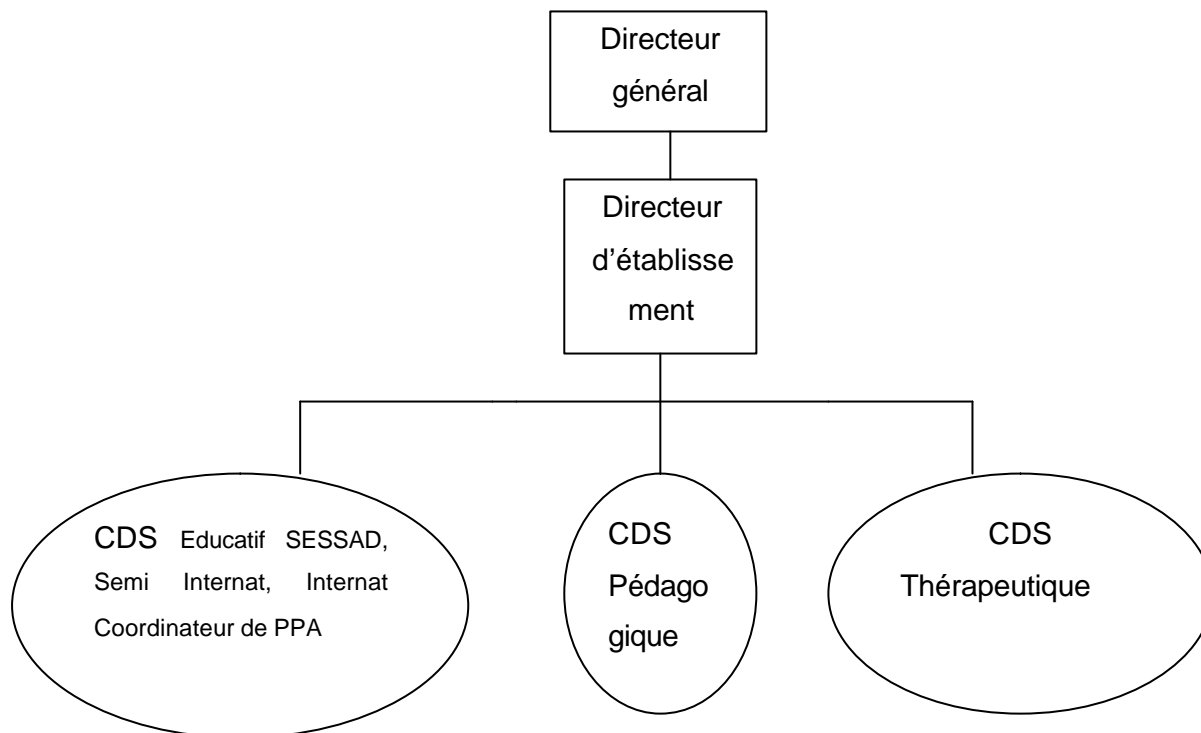 Directeur
général
Directeur
d’établisse
ment
CDS Educatif SESSAD,
Semi Internat, Internat
Coordinateur de PPA
CDS
Pédago
gique
CDS
Thérapeutique